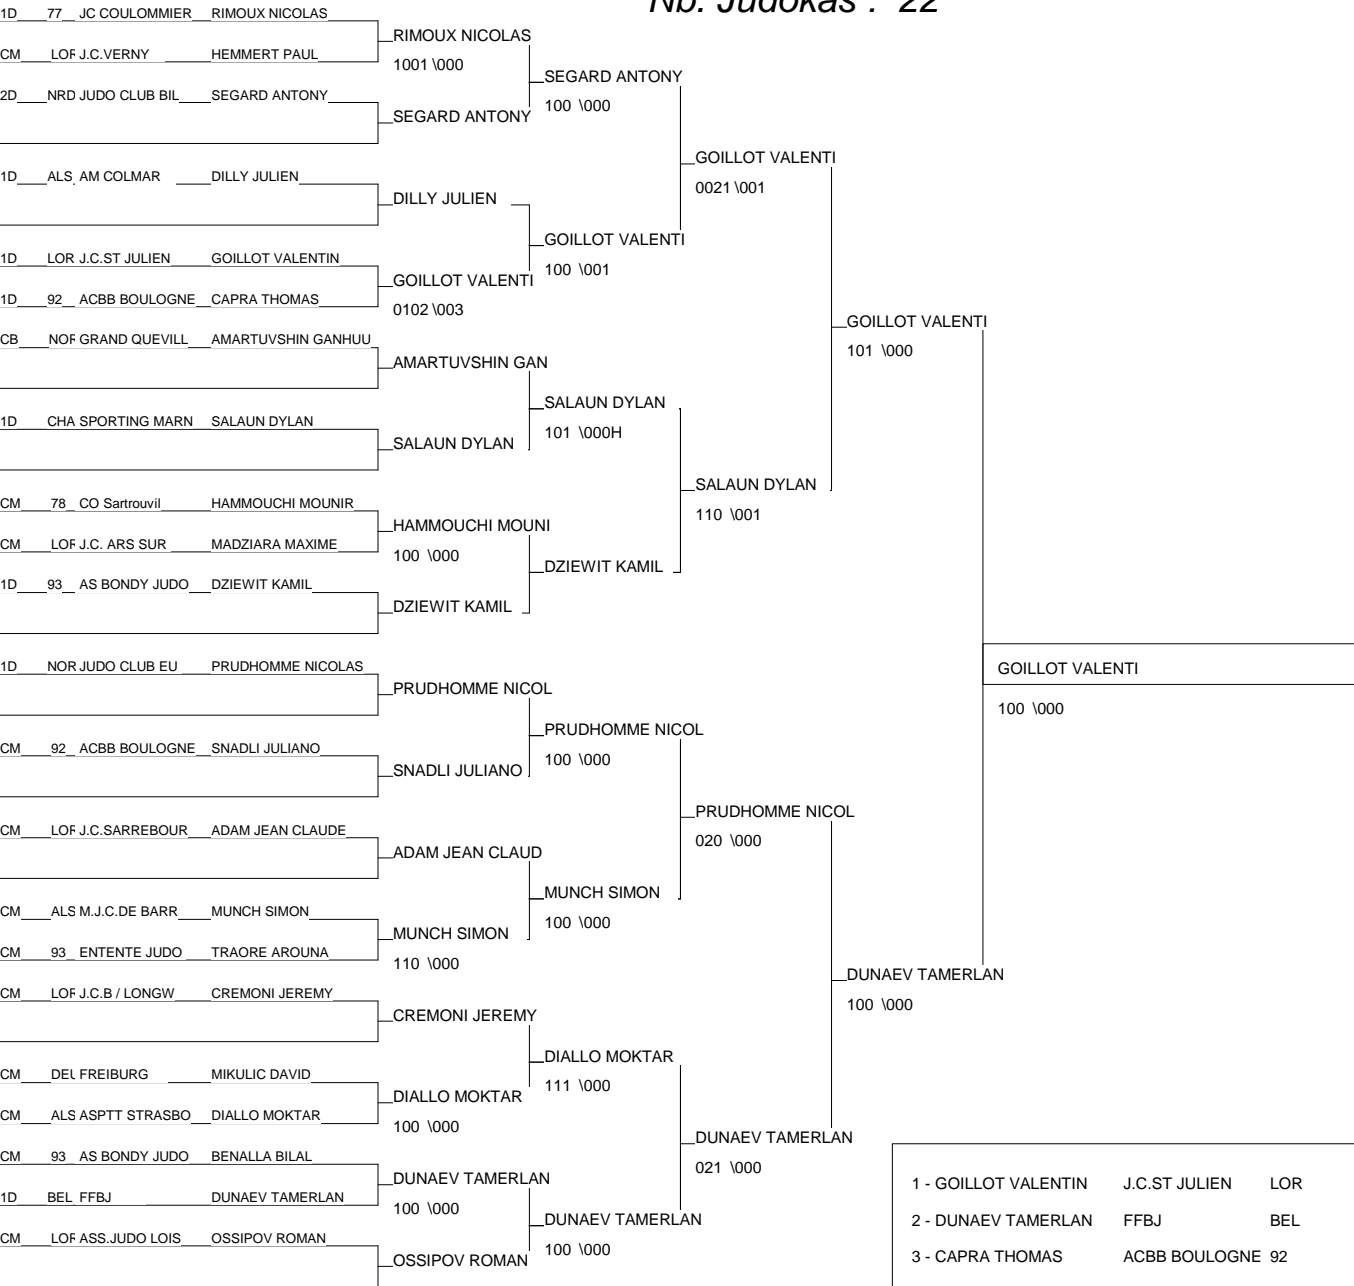 Nb. Judokas : 22
1D 77 JC COULOMMIER RIMOUX NICOLAS
RIMOUX NICOLAS
CM LOR J.C.VERNY HEMMERT PAUL
1001 \000
SEGARD ANTONY
2D NRD JUDO CLUB BIL SEGARD ANTONY
100 \000
SEGARD ANTONY
GOILLOT VALENTI
1D ALS AM COLMAR DILLY JULIEN
0021 \001
DILLY JULIEN
GOILLOT VALENTI
1D LOR J.C.ST JULIEN GOILLOT VALENTIN
100 \001
GOILLOT VALENTI
1D 92 ACBB BOULOGNE CAPRA THOMAS
0102 \003
GOILLOT VALENTI
CB NOR GRAND QUEVILL AMARTUVSHIN GANHUU
101 \000
AMARTUVSHIN GAN
SALAUN DYLAN
1D CHA SPORTING MARN SALAUN DYLAN
101 \000H
SALAUN DYLAN
SALAUN DYLAN
CM 78 CO Sartrouvil HAMMOUCHI MOUNIR
110 \001
HAMMOUCHI MOUNI
CM LOR J.C. ARS SUR MADZIARA MAXIME
100 \000
DZIEWIT KAMIL
1D 93 AS BONDY JUDO DZIEWIT KAMIL
DZIEWIT KAMIL
1D NOR JUDO CLUB EU PRUDHOMME NICOLAS
GOILLOT VALENTI
PRUDHOMME NICOL
100 \000
PRUDHOMME NICOL
CM 92 ACBB BOULOGNE SNADLI JULIANO
100 \000
SNADLI JULIANO
PRUDHOMME NICOL
CM LOR J.C.SARREBOUR ADAM JEAN CLAUDE
020 \000
ADAM JEAN CLAUD
MUNCH SIMON
CM ALS M.J.C.DE BARR MUNCH SIMON
100 \000
MUNCH SIMON
CM 93 ENTENTE JUDO TRAORE AROUNA
110 \000
DUNAEV TAMERLAN
CM LOR J.C.B / LONGW CREMONI JEREMY
100 \000
CREMONI JEREMY
DIALLO MOKTAR
CM DEU FREIBURG MIKULIC DAVID
111 \000
DIALLO MOKTAR
CM ALS ASPTT STRASBO DIALLO MOKTAR
100 \000
DUNAEV TAMERLAN
CM 93 AS BONDY JUDO BENALLA BILAL
021 \000
DUNAEV TAMERLAN
1 - GOILLOT VALENTIN J.C.ST JULIEN LOR
1D BEL FFBJ DUNAEV TAMERLAN
100 \000
DUNAEV TAMERLAN
2 - DUNAEV TAMERLAN FFBJ BEL
CM LOR ASS.JUDO LOIS OSSIPOV ROMAN
100 \000
3 - CAPRA THOMAS ACBB BOULOGNE 92
OSSIPOV ROMAN